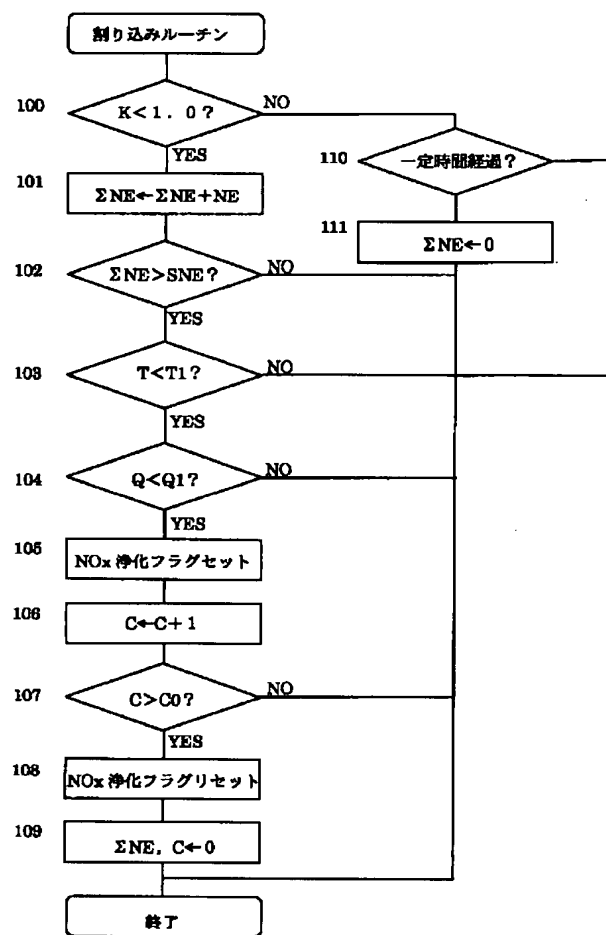 割り込みルーチン
100
K<1.0?
NO
YES
110
一定時間経過?
101
ΣNE←ΣNE+NE
111
ΣNE←0
102
ΣNE>SNE?
NO
YES
103
T<T1?
NO
YES
104
Q<Q1?
NO
YES
105
NOx浄化フラグセット
106
C←C+1
107
C>C0?
NO
YES
108
NOx浄化フラグリセット
109
ΣNE, C←0
終了